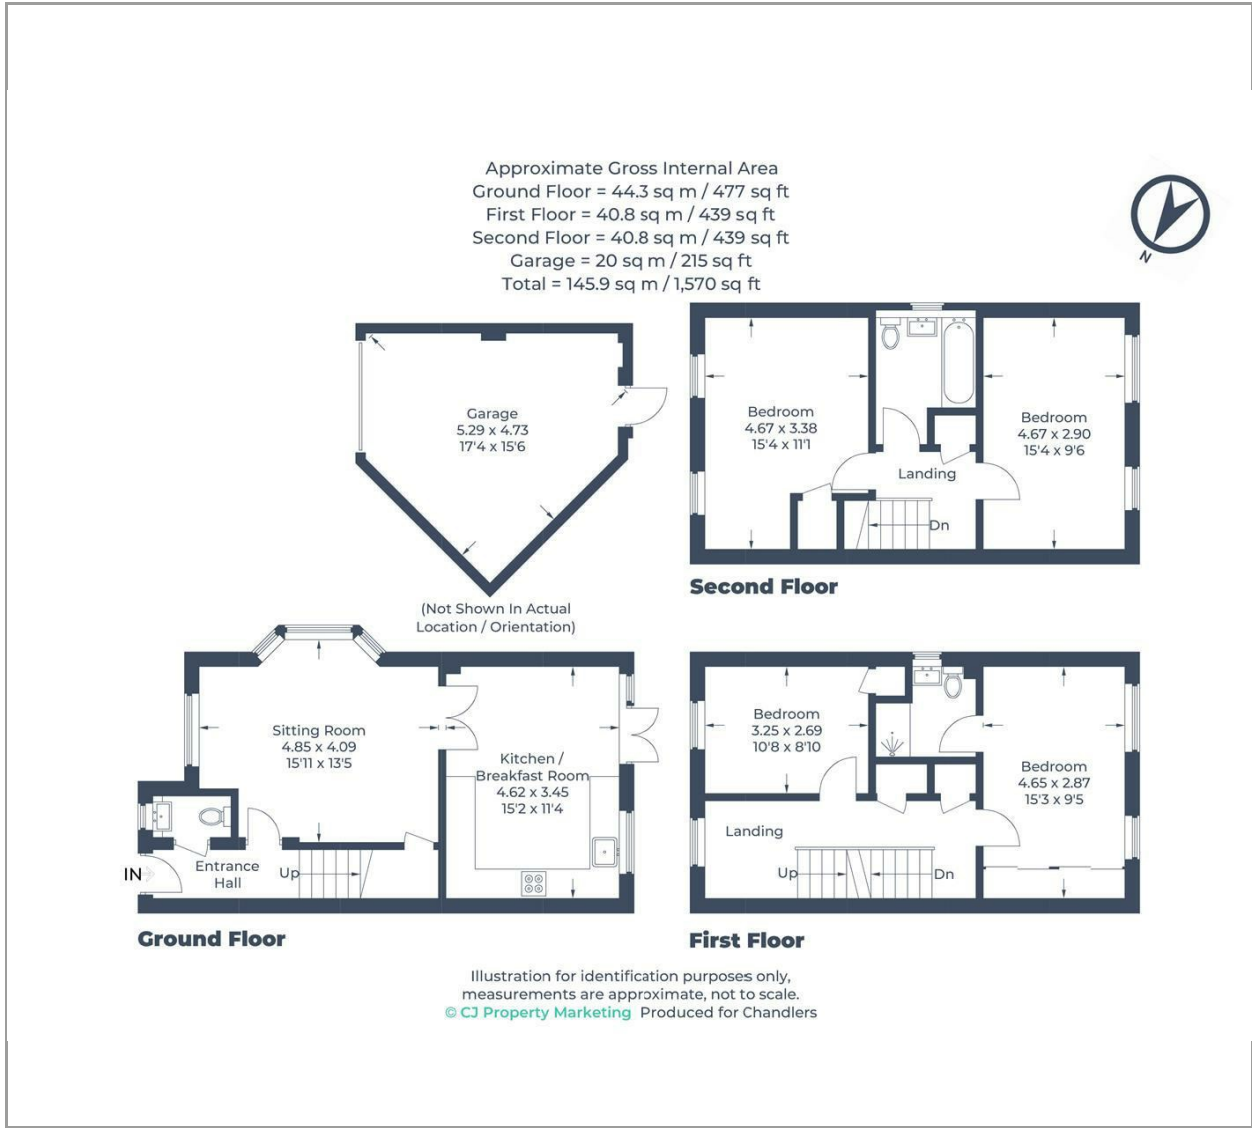 Approximate Gross Internal Area
Ground Floor = 44.3 sq m / 477 sq ft
First Floor = 40.8 sq m / 439 sq ft
Second Floor = 40.8 sq m / 439 sq ft
Garage = 20 sq m / 215 sq ft
Total = 145.9 sq m / 1,570 sq ft
N
Garage
5.29 x 4.73
17'4 x 15'6
(Not Shown In Actual
Location / Orientation)
Bedroom
4.67 x 3.38
15'4 x 11'1
Landing
Dn
Bedroom
4.67 x 2.90
15'4 x 9'6
Second Floor
Sitting Room
4.85 x 4.09
15'11 x 13'5
Kitchen /
Breakfast Room
4.62 x 3.45
15'2 x 11'4
IN
Entrance
Hall
Up
Ground Floor
Bedroom
3.25 x 2.69
10'8 x 8'10
Bedroom
4.65 x 2.87
15'3 x 9'5
Landing
Up
Dn
First Floor
Illustration for identification purposes only,
measurements are approximate, not to scale.
© CJ Property Marketing Produced for Chandlers